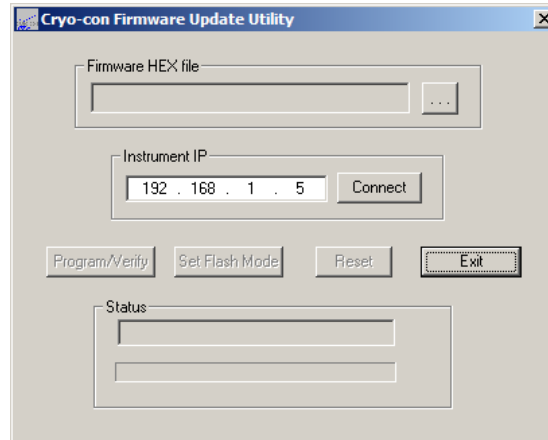 Cryo-con Firmware Update Utility
Firmware HEX file
...
Instrument IP
192 . 168 . 1 . 5
Connect
Program/Verify
Set Flash Mode
Reset
Exit
Status